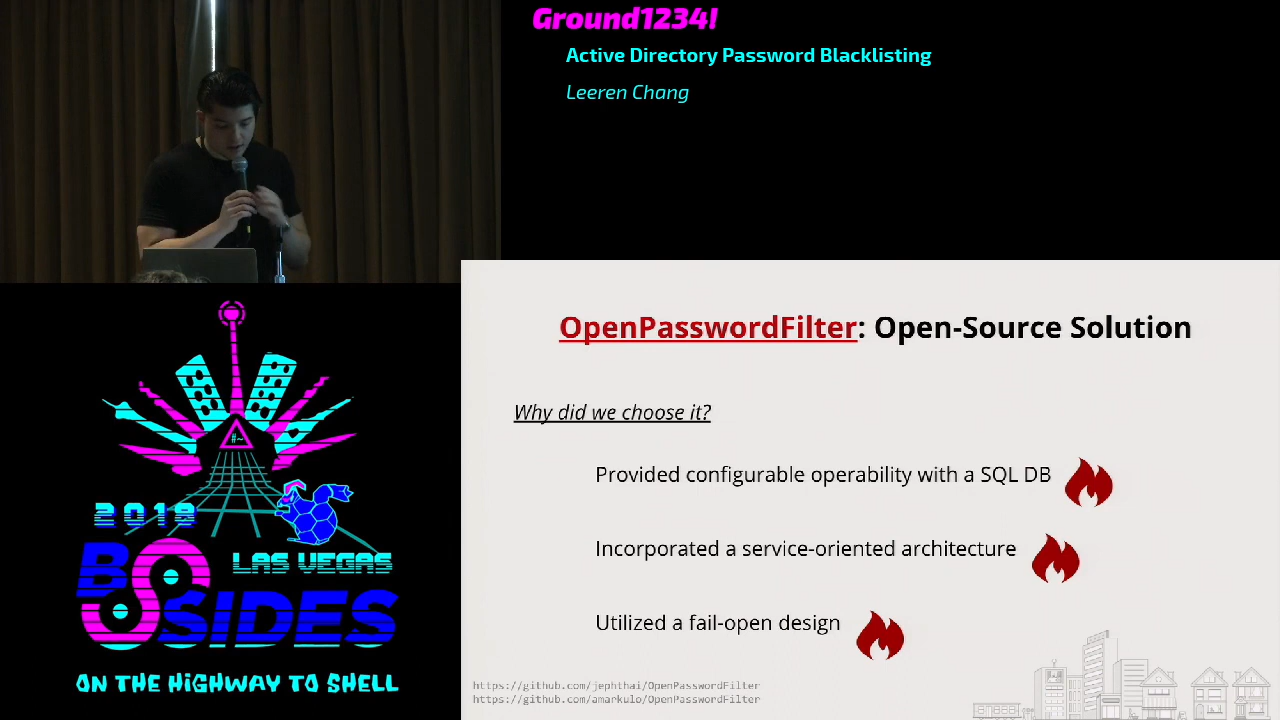 Ground1234!
Active Directory Password Blacklisting
Leeren Chang
OpenPasswordFilter: Open-Source Solution
Why did we choose it?
Provided configurable operability with a SQL DB
Incorporated a service-oriented architecture
Utilized a fail-open design
https://github.com/jephthai/OpenPasswordFilter
https://github.com/amarkulo/OpenPasswordFilter
#~
2018
LAS VEGAS
BSIDES
ON THE HIGHWAY TO SHELL